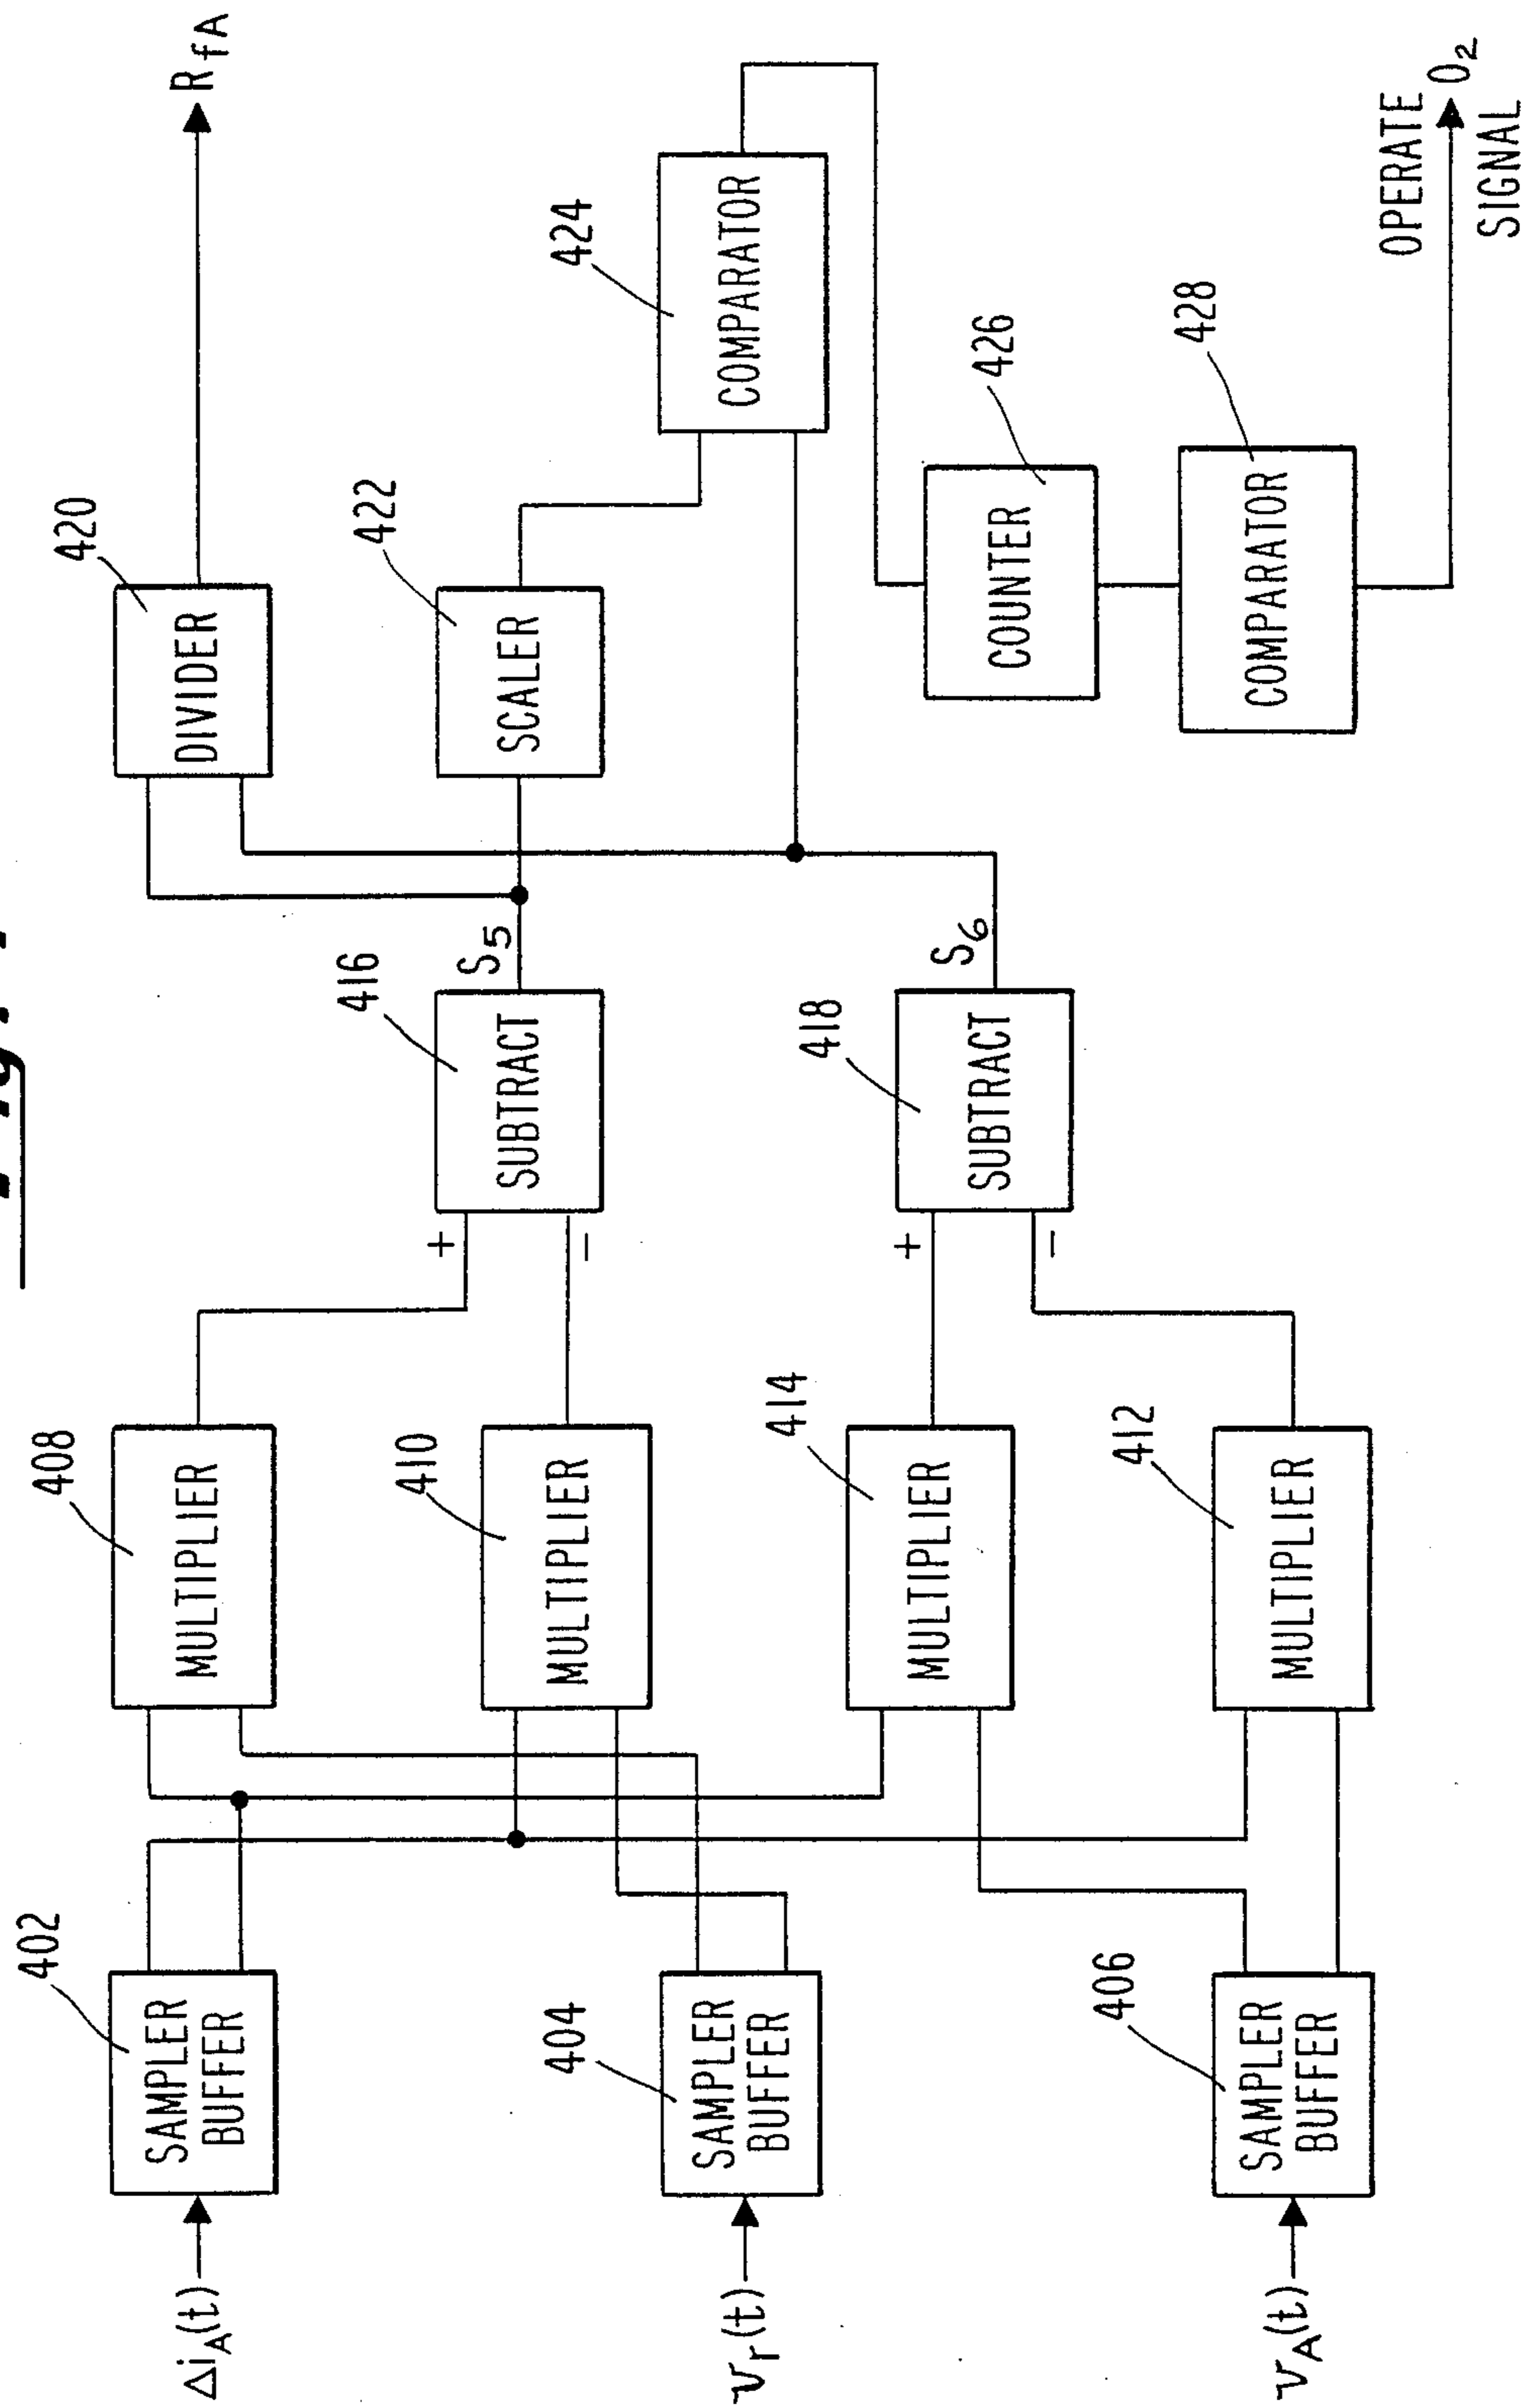 402
SAMPLER
BUFFER
Δi_A(t)
404
SAMPLER
BUFFER
v_r(t)
406
SAMPLER
BUFFER
v_A(t)
408
MULTIPLIER
410
MULTIPLIER
414
MULTIPLIER
412
MULTIPLIER
+
−
416
SUBTRACT
S5
+
−
418
SUBTRACT
S6
420
DIVIDER
R_fA
422
SCALER
424
COMPARATOR
426
COUNTER
428
COMPARATOR
OPERATE
O2
SIGNAL